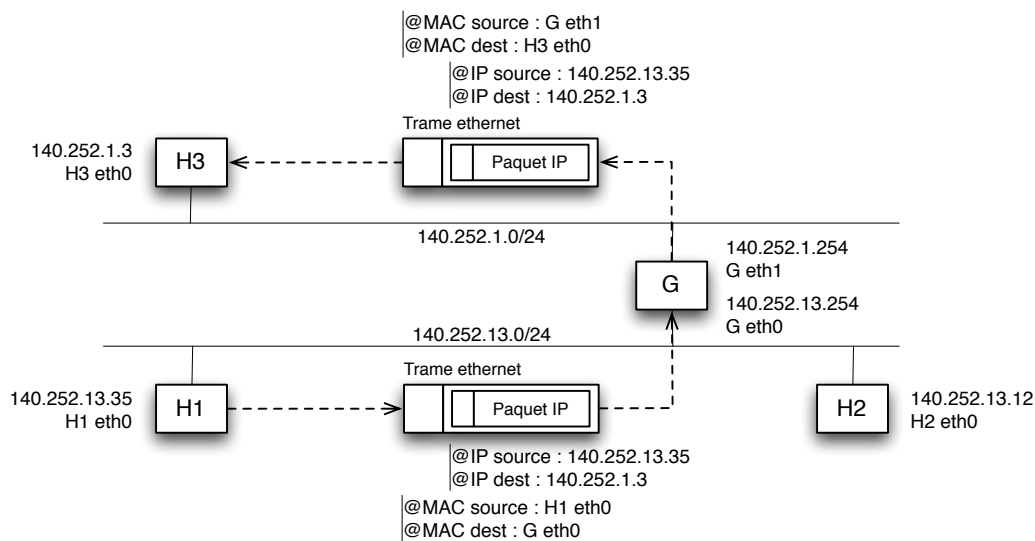 @MAC source : G eth1
@MAC dest : H3 eth0
@IP source : 140.252.13.35
@IP dest : 140.252.1.3
Trame ethernet
140.252.1.3
H3 eth0
H3
Paquet IP
140.252.1.0/24
140.252.1.254
G eth1
G
140.252.13.254
G eth0
140.252.13.0/24
Trame ethernet
140.252.13.35
H1 eth0
H1
Paquet IP
H2
140.252.13.12
H2 eth0
@IP source : 140.252.13.35
@IP dest : 140.252.1.3
@MAC source : H1 eth0
@MAC dest : G eth0